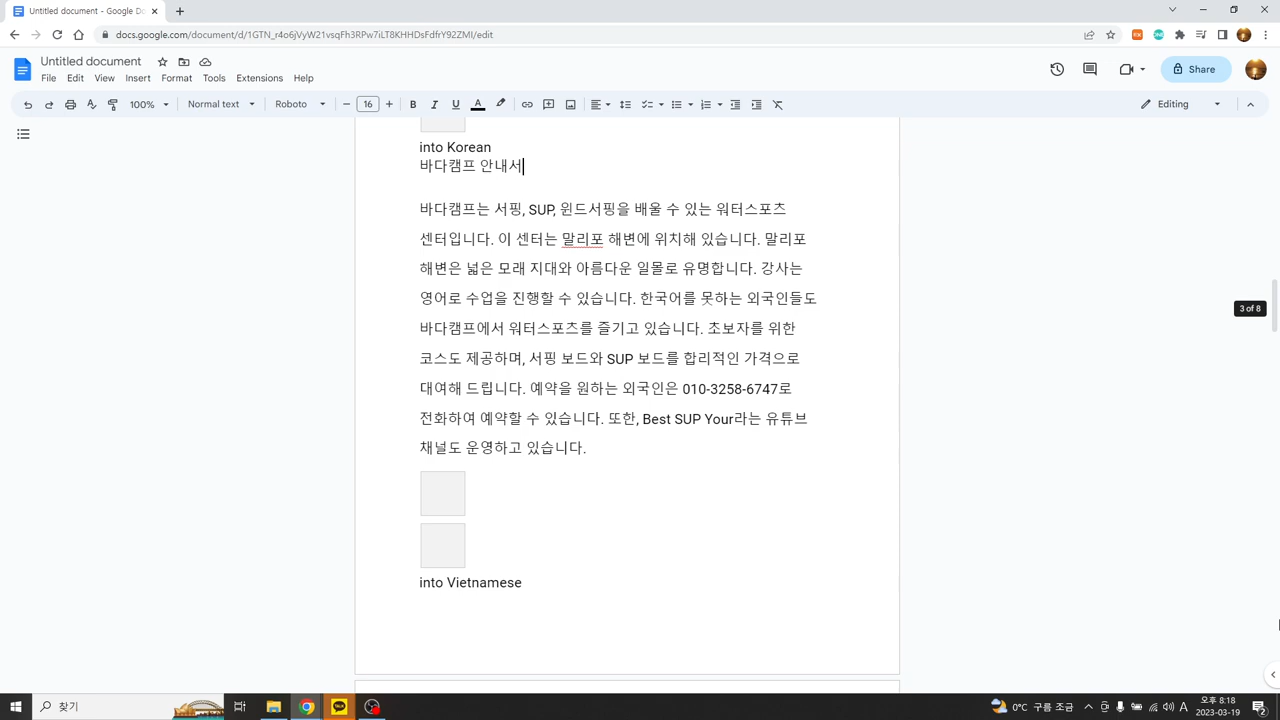 Untitled document - Google Do
docs.google.com/document/d/1GTN_r4o6jVyW21vsqFh3RPw7iLT8KHHDsFdfrY92ZMI/edit
Untitled document
File Edit View Insert Format Tools Extensions Help
Share
100% Normal text Roboto 16 Editing
into Korean
바다캠프 안내서
바다캠프는 서핑, SUP, 윈드서핑을 배울 수 있는 워터스포츠
센터입니다. 이 센터는 말리포 해변에 위치해 있습니다. 말리포
해변은 넓은 모래 지대와 아름다운 일몰로 유명합니다. 강사는
영어로 수업을 진행할 수 있습니다. 한국어를 못하는 외국인들도
바다캠프에서 워터스포츠를 즐기고 있습니다. 초보자를 위한
코스도 제공하며, 서핑 보드와 SUP 보드를 합리적인 가격으로
대여해 드립니다. 예약을 원하는 외국인은 010-3258-6747로
전화하여 예약할 수 있습니다. 또한, Best SUP Your라는 유튜브
채널도 운영하고 있습니다.
3 of 8
into Vietnamese
찾기
0°C 구름 조금
A
오후 8:18
2023-03-19